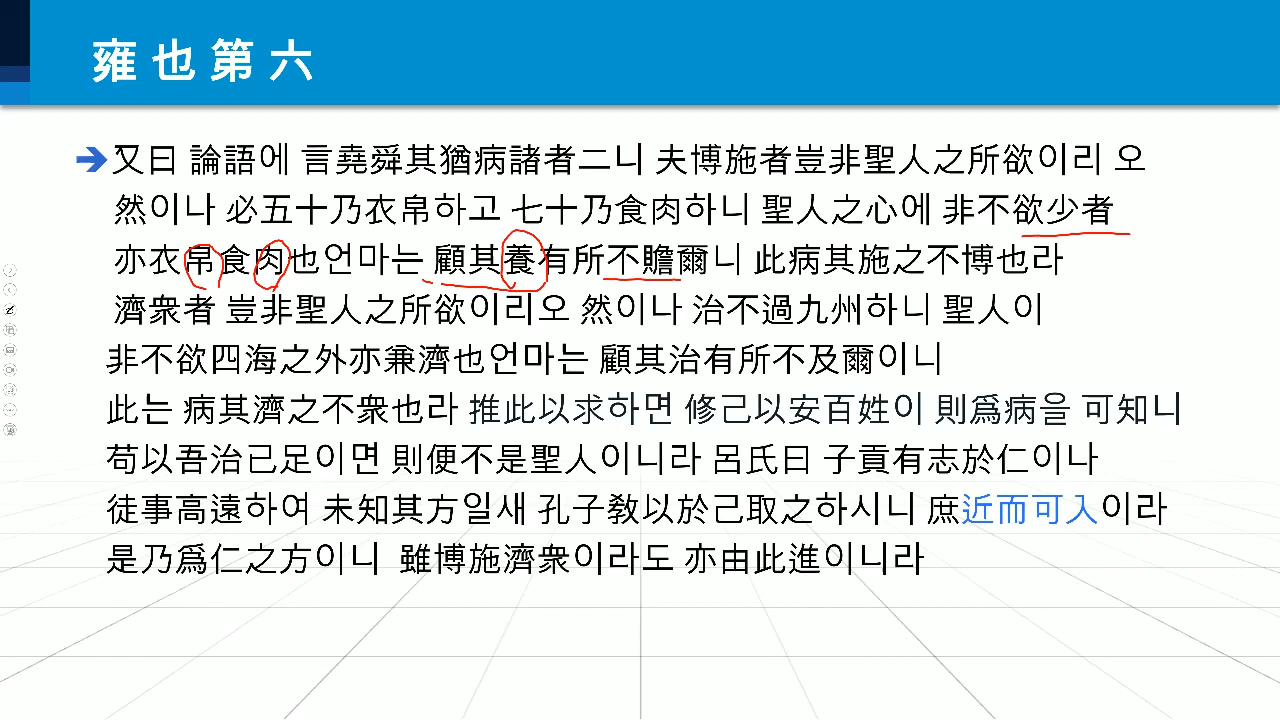 雍也第六
又曰 論語에 言堯舜其猶病諸者二니 夫博施者豈非聖人之所欲이리 오
然이나 必五十乃衣帛하고 七十乃食肉하니 聖人之心에 非不欲少者
亦衣帛食肉也언마는 顧其養有所不贍爾니 此病其施之不博也라
濟衆者 豈非聖人之所欲이리오 然이나 治不過九州하니 聖人이
非不欲四海之外亦兼濟也언마는 顧其治有所不及爾이니
此는 病其濟之不衆也라 推此以求하면 修己以安百姓이 則爲病을 可知니
苟以吾治已足이면 則便不是聖人이니라 呂氏曰 子貢有志於仁이나
徒事高遠하여 未知其方일새 孔子敎以於己取之하시니 庶近而可入이라
是乃爲仁之方이니 雖博施濟衆이라도 亦由此進이니라